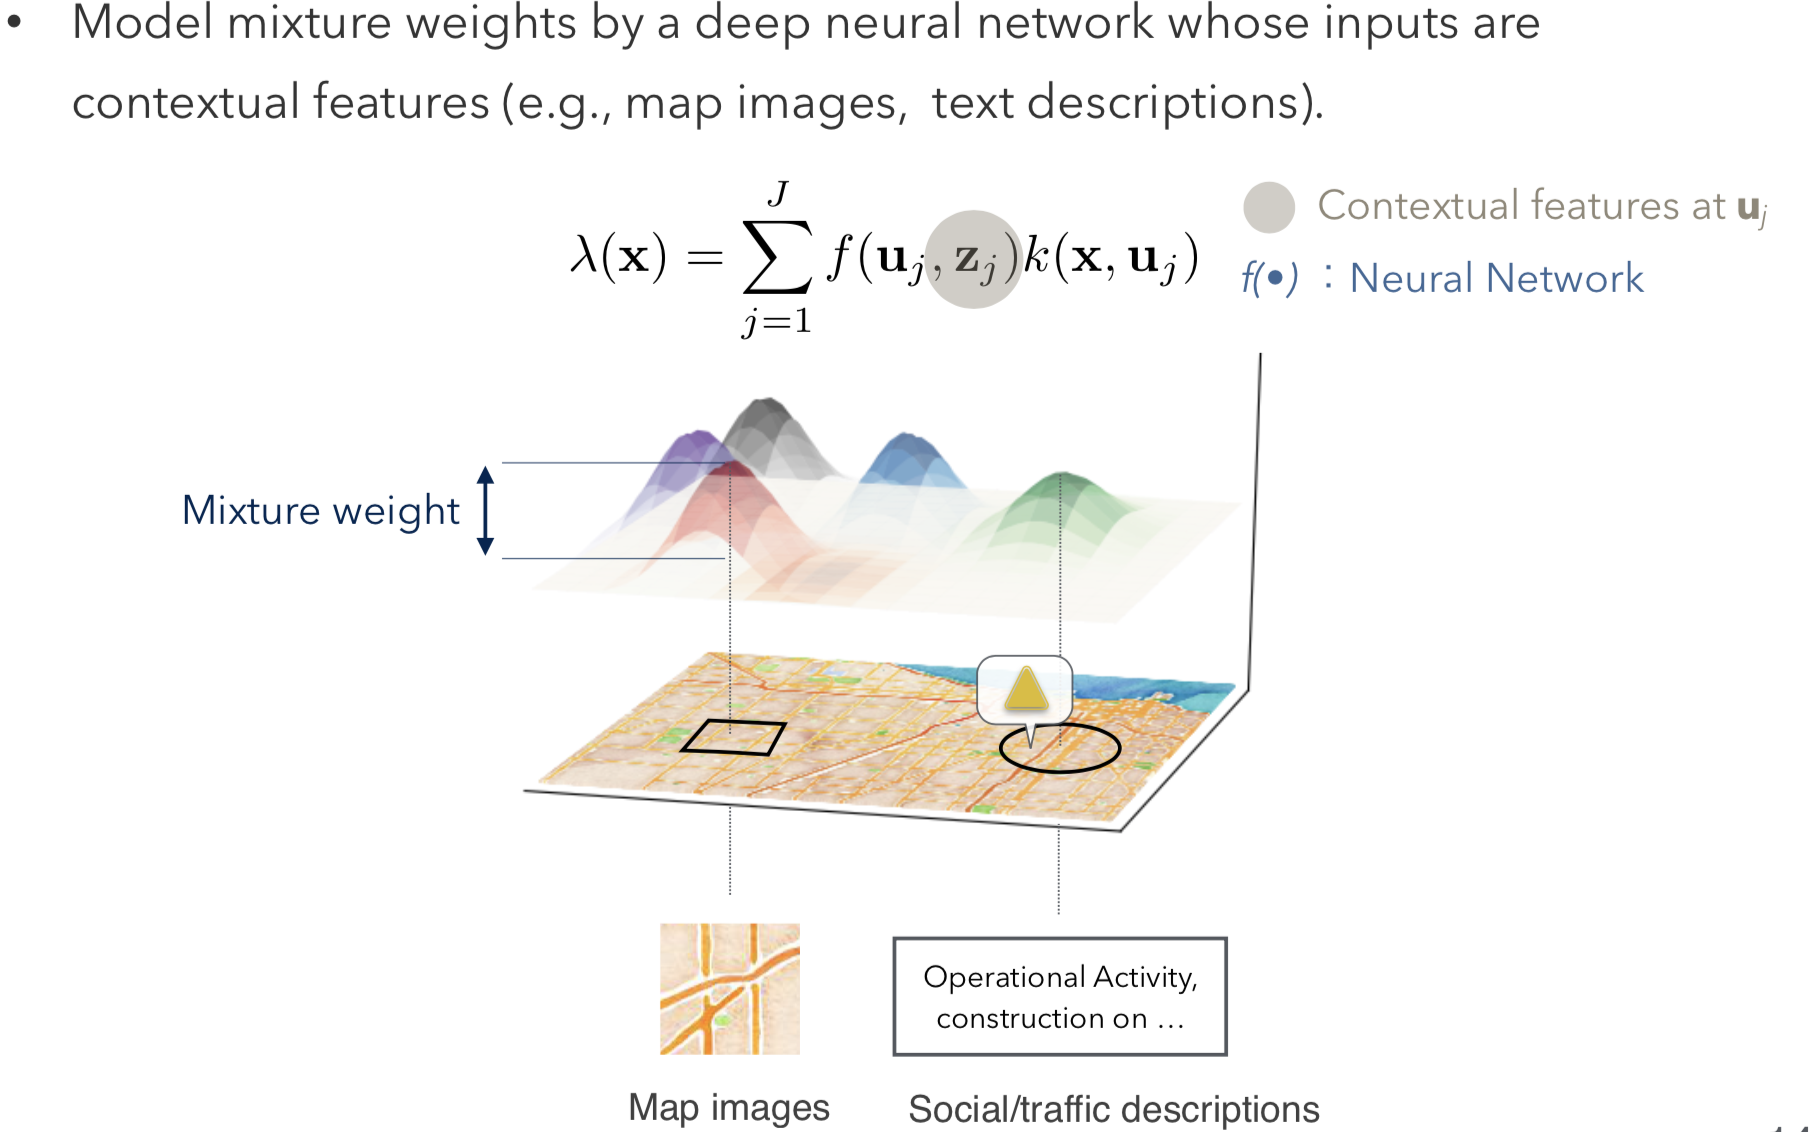 • Model mixture weights by a deep neural network whose inputs are
contextual features (e.g., map images, text descriptions).
λ(x) = ∑_{j=1}^{J} f(u_j, z_j)k(x, u_j)
Contextual features at u_j
f(•) : Neural Network
Mixture weight
Operational Activity,
construction on ...
Map images
Social/traffic descriptions